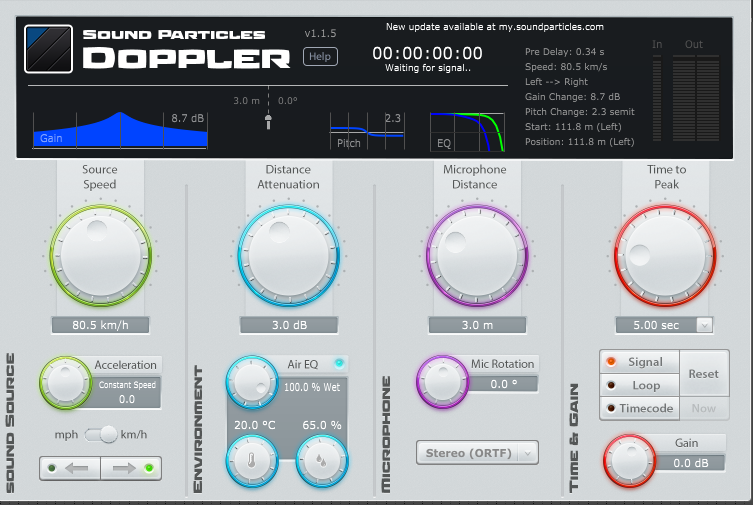 Sound Particles
Doppler
v1.1.5
Help
New update available at my.soundparticles.com
00:00:00:00
Waiting for signal..
Pre Delay: 0.34 s
Speed: 80.5 km/s
Left --> Right
Gain Change: 8.7 dB
Pitch Change: 2.3 semit
Start: 111.8 m (Left)
Position: 111.8 m (Left)
In Out
3.0 m 0.0°
Gain 8.7 dB
Pitch 2.3
EQ
Source
Speed
80.5 km/h
Distance
Attenuation
3.0 dB
Microphone
Distance
3.0 m
Time to
Peak
5.00 sec
Sound Source
Acceleration
Constant Speed
0.0
mph km/h
Environment
Air EQ
100.0 % Wet
20.0 °C 65.0 %
Microphone
Mic Rotation
0.0 °
Stereo (ORTF)
Time & Gain
Signal
Loop
Timecode
Reset
Now
Gain
0.0 dB